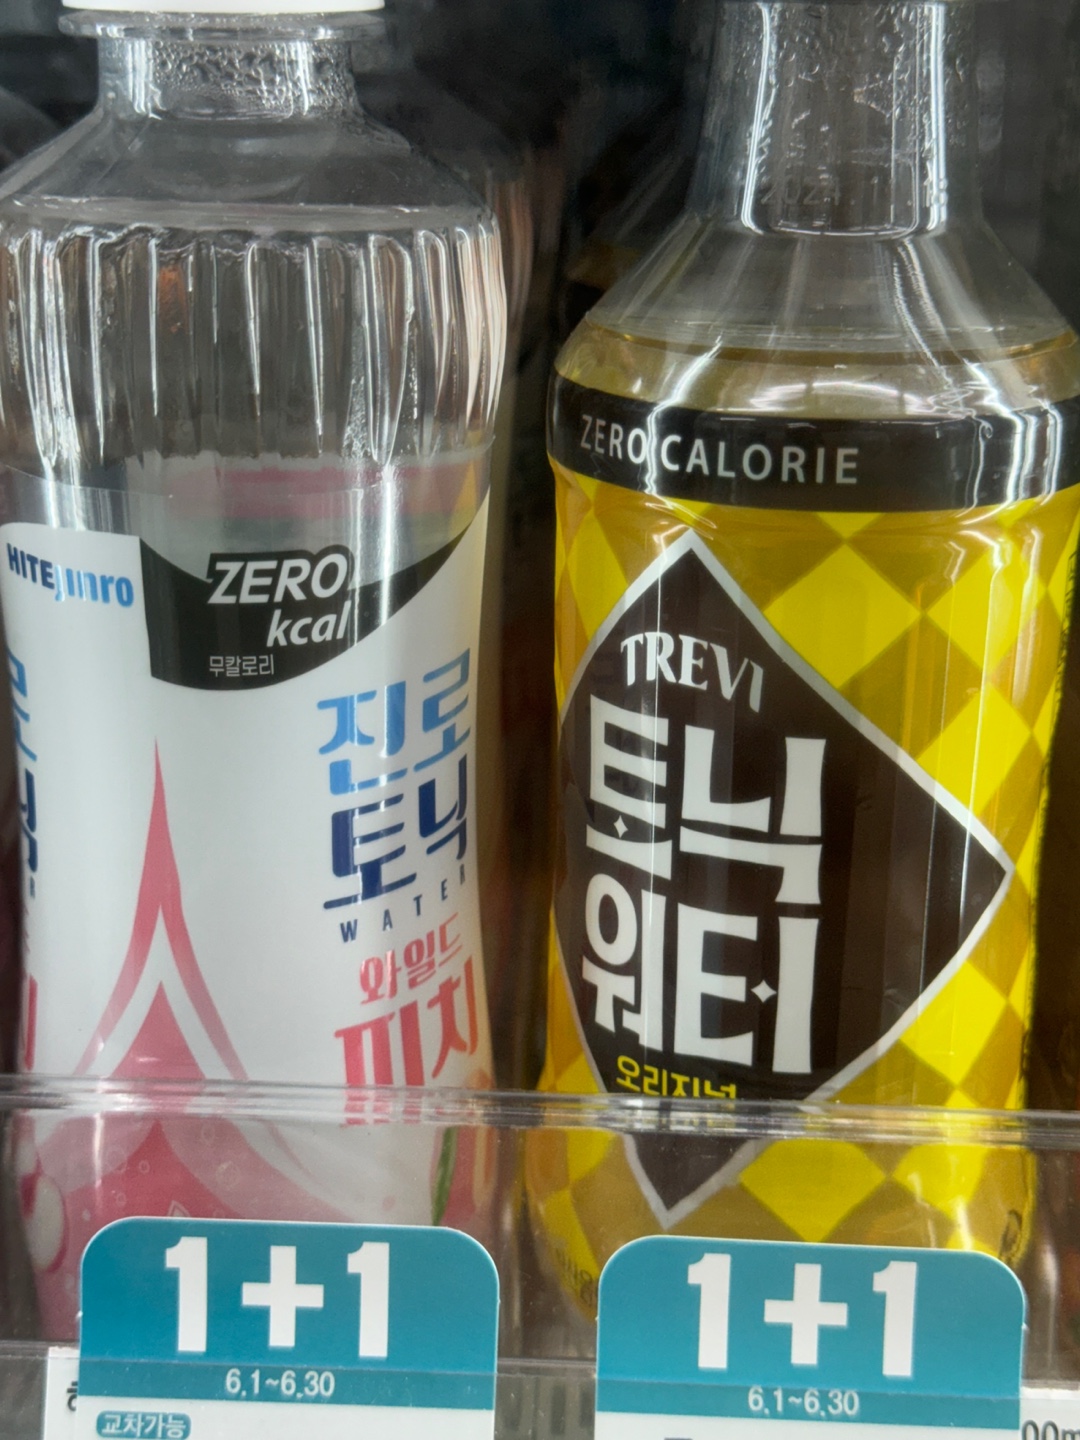 HITEjinro
ZERO
kcal
무칼로리
진로
토닉
WATER
와일드
피치
ZERO CALORIE
TREVI
토닉
워터
오리지널
1+1
6.1~6.30
교차가능
1+1
6.1~6.30